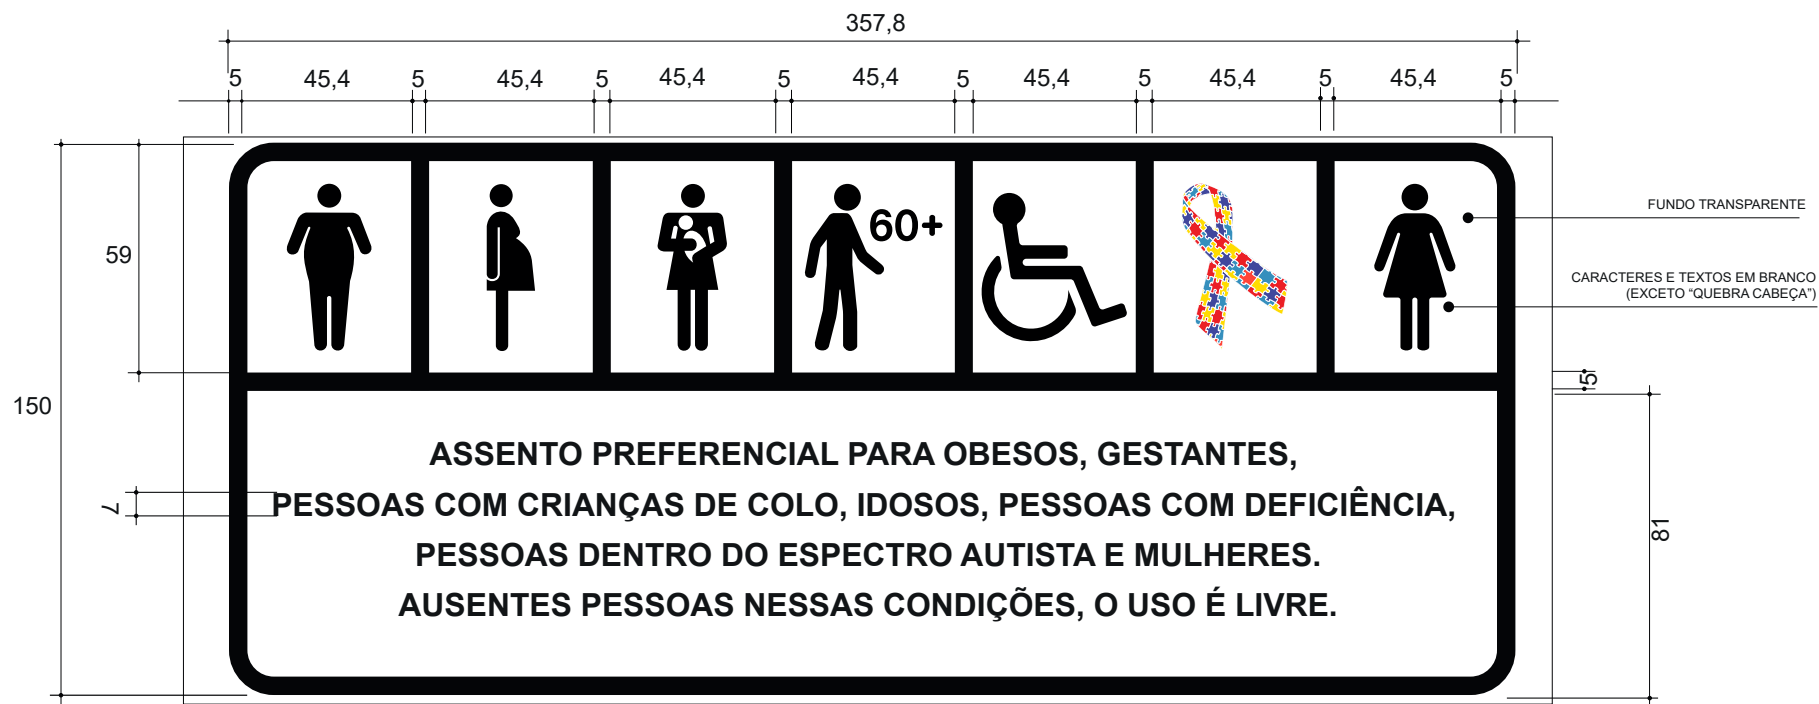 357,8
5 45,4 5 45,4 5 45,4 5 45,4 5 45,4 5 45,4 5 45,4 5
60+
FUNDO TRANSPARENTE
59
CARACTERES E TEXTOS EM BRANCO
(EXCETO “QUEBRA CABEÇA”)
5
150
ASSENTO PREFERENCIAL PARA OBESOS, GESTANTES,
7
PESSOAS COM CRIANÇAS DE COLO, IDOSOS, PESSOAS COM DEFICIÊNCIA,
81
PESSOAS DENTRO DO ESPECTRO AUTISTA E MULHERES.
AUSENTES PESSOAS NESSAS CONDIÇÕES, O USO É LIVRE.